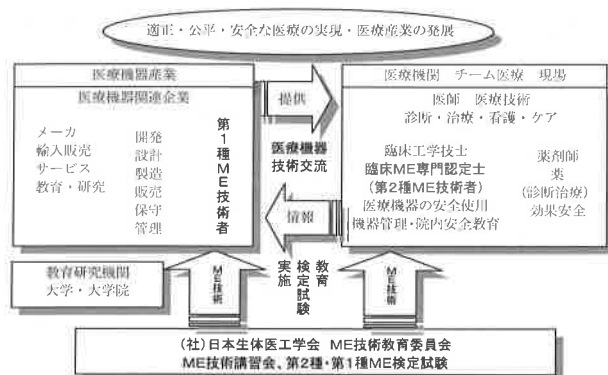 適正・公平・安全な医療の実現・医療産業の発展
医療機器産業
医療機器関連企業
メーカ
輸入販売
サービス
教育・研究
開発
設計
製造
販売
保守
管理
第1種ME技術者
提供
医療機器
技術交流
情報
医療機関 チーム医療 現場
医師 医療技術
診断・治療・看護・ケア
臨床工学技士
臨床ME専門認定士
(第2種ME技術者)
医療機器の安全使用
機器管理・院内安全教育
薬剤師
薬
(診断治療)
効果安全
教育研究機関
大学・大学院
ME技術
教育
検定試験
実施
ME技術
(社)日本生体医工学会 ME技術教育委員会
ME技術講習会、第2種・第1種ME検定試験